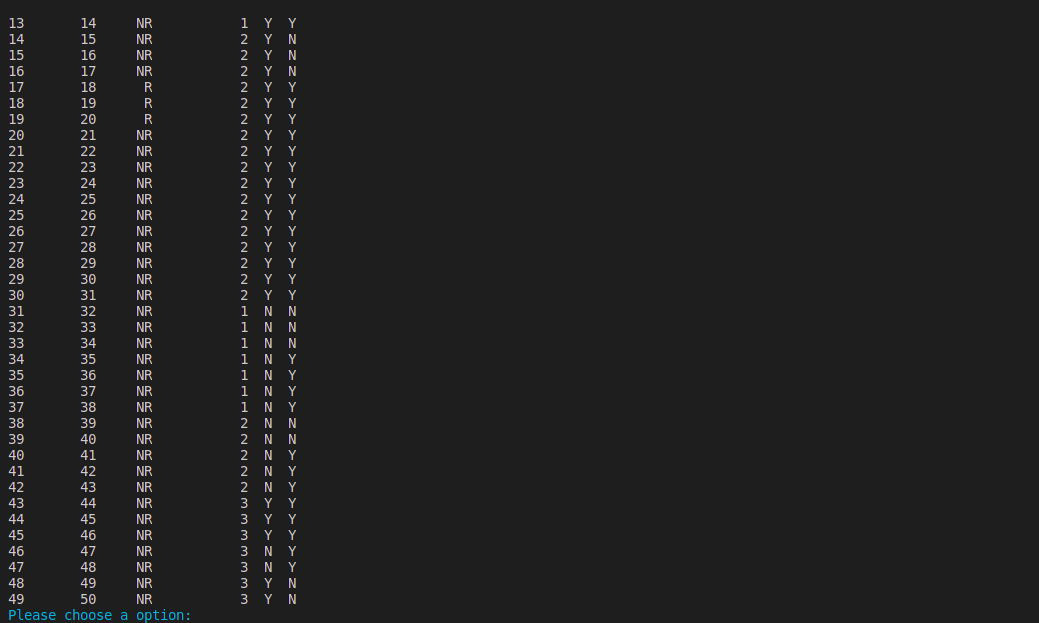 13 14 NR 1 Y Y
14 15 NR 2 Y N
15 16 NR 2 Y N
16 17 NR 2 Y N
17 18 R 2 Y Y
18 19 R 2 Y Y
19 20 R 2 Y Y
20 21 NR 2 Y Y
21 22 NR 2 Y Y
22 23 NR 2 Y Y
23 24 NR 2 Y Y
24 25 NR 2 Y Y
25 26 NR 2 Y Y
26 27 NR 2 Y Y
27 28 NR 2 Y Y
28 29 NR 2 Y Y
29 30 NR 2 Y Y
30 31 NR 2 Y Y
31 32 NR 1 N N
32 33 NR 1 N N
33 34 NR 1 N N
34 35 NR 1 N Y
35 36 NR 1 N Y
36 37 NR 1 N Y
37 38 NR 1 N Y
38 39 NR 2 N N
39 40 NR 2 N N
40 41 NR 2 N Y
41 42 NR 2 N Y
42 43 NR 2 N Y
43 44 NR 3 Y Y
44 45 NR 3 Y Y
45 46 NR 3 Y Y
46 47 NR 3 N Y
47 48 NR 3 N Y
48 49 NR 3 Y N
49 50 NR 3 Y N
Please choose a option: